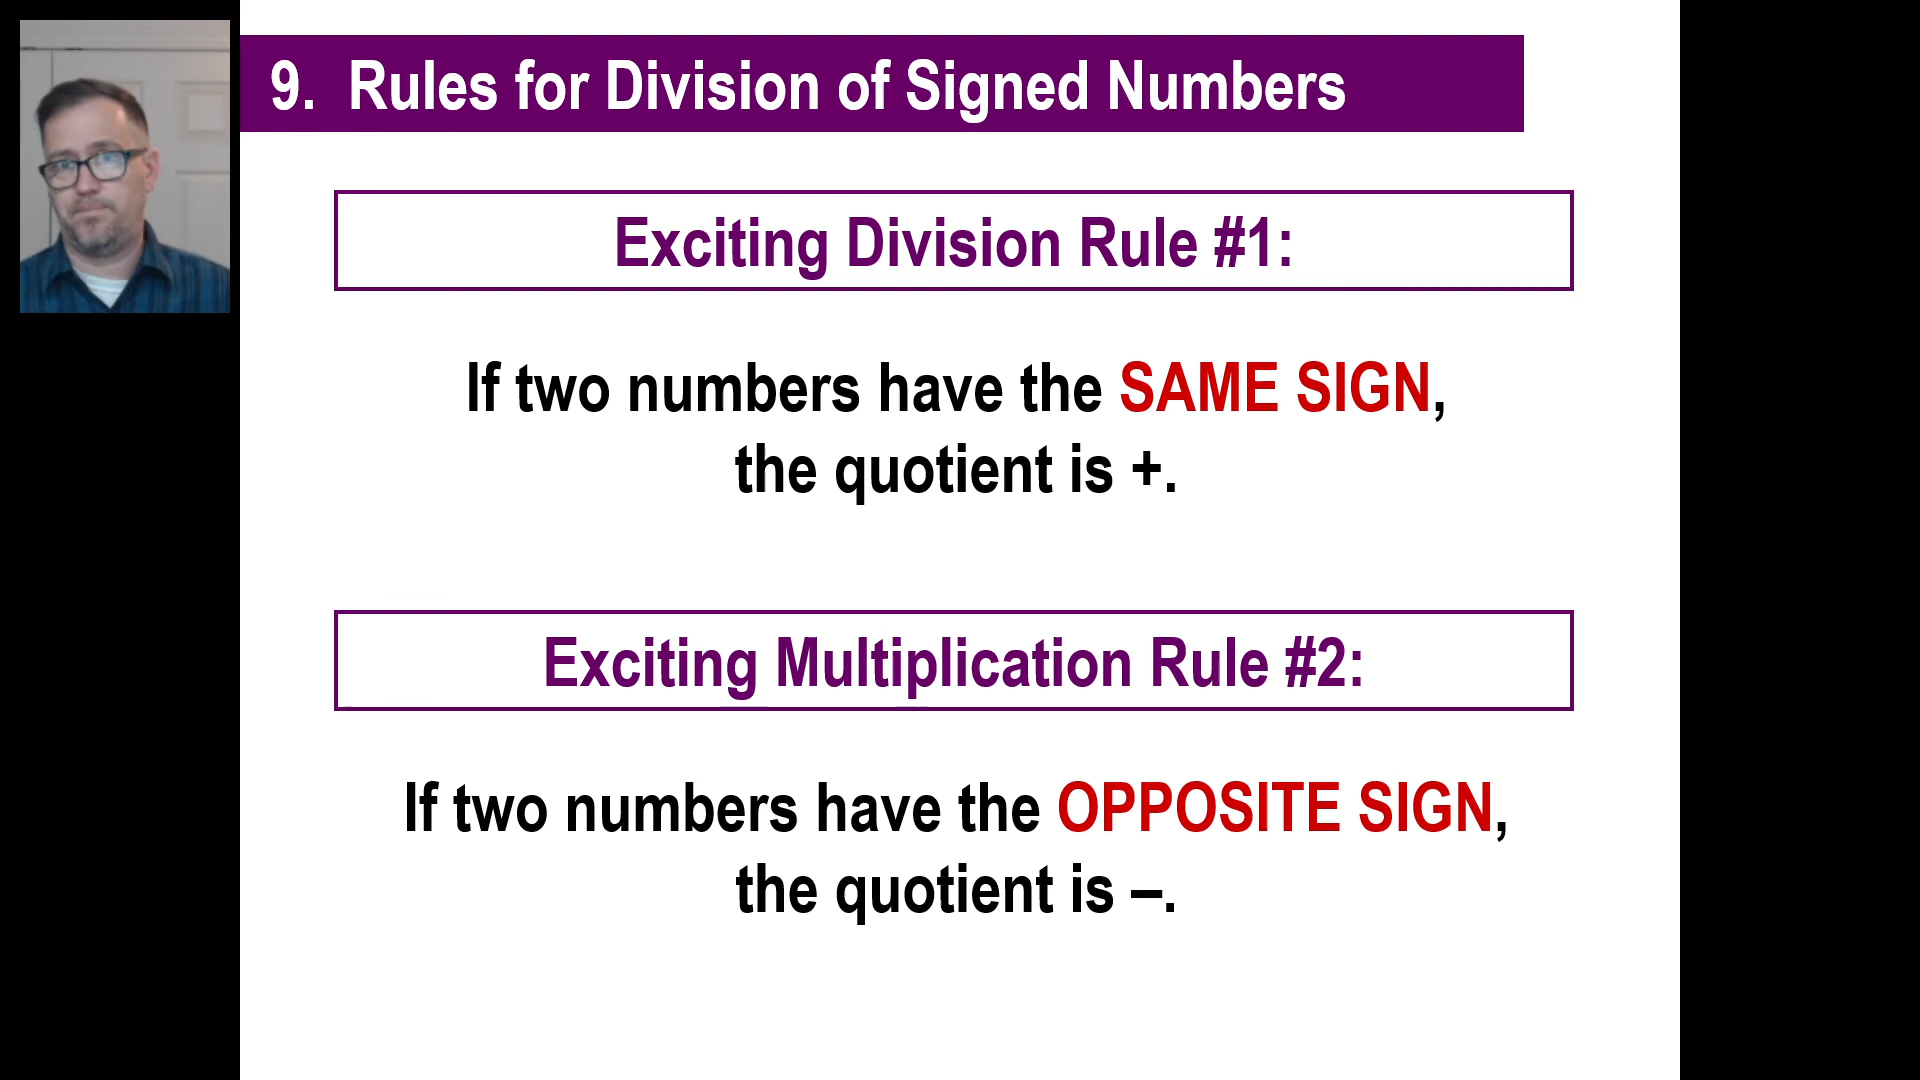 9. Rules for Division of Signed Numbers
Exciting Division Rule #1:
If two numbers have the SAME SIGN,
the quotient is +.
Exciting Multiplication Rule #2:
If two numbers have the OPPOSITE SIGN,
the quotient is –.